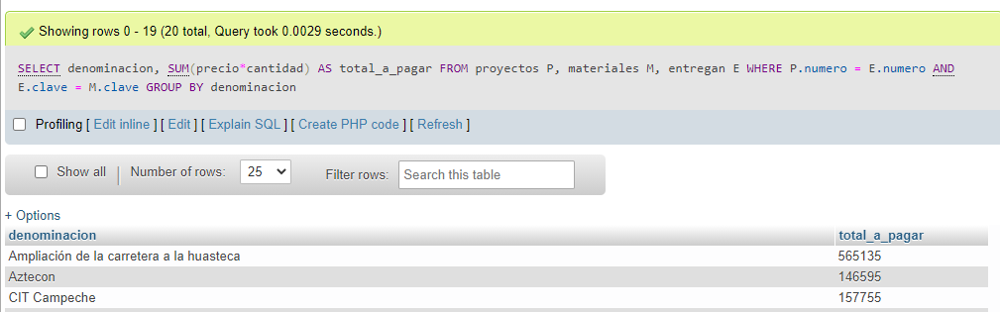 Showing rows 0 - 19 (20 total, Query took 0.0029 seconds.)
SELECT denominacion, SUM(precio*cantidad) AS total_a_pagar FROM proyectos P, materiales M, entregan E WHERE P.numero = E.numero AND
E.clave = M.clave GROUP BY denominacion
Profiling [ Edit inline ] [ Edit ] [ Explain SQL ] [ Create PHP code ] [ Refresh ]
Show all | Number of rows: 25 Filter rows: Search this table
+ Options
denominacion total_a_pagar
Ampliación de la carretera a la huasteca 565135
Aztecon 146595
CIT Campeche 157755